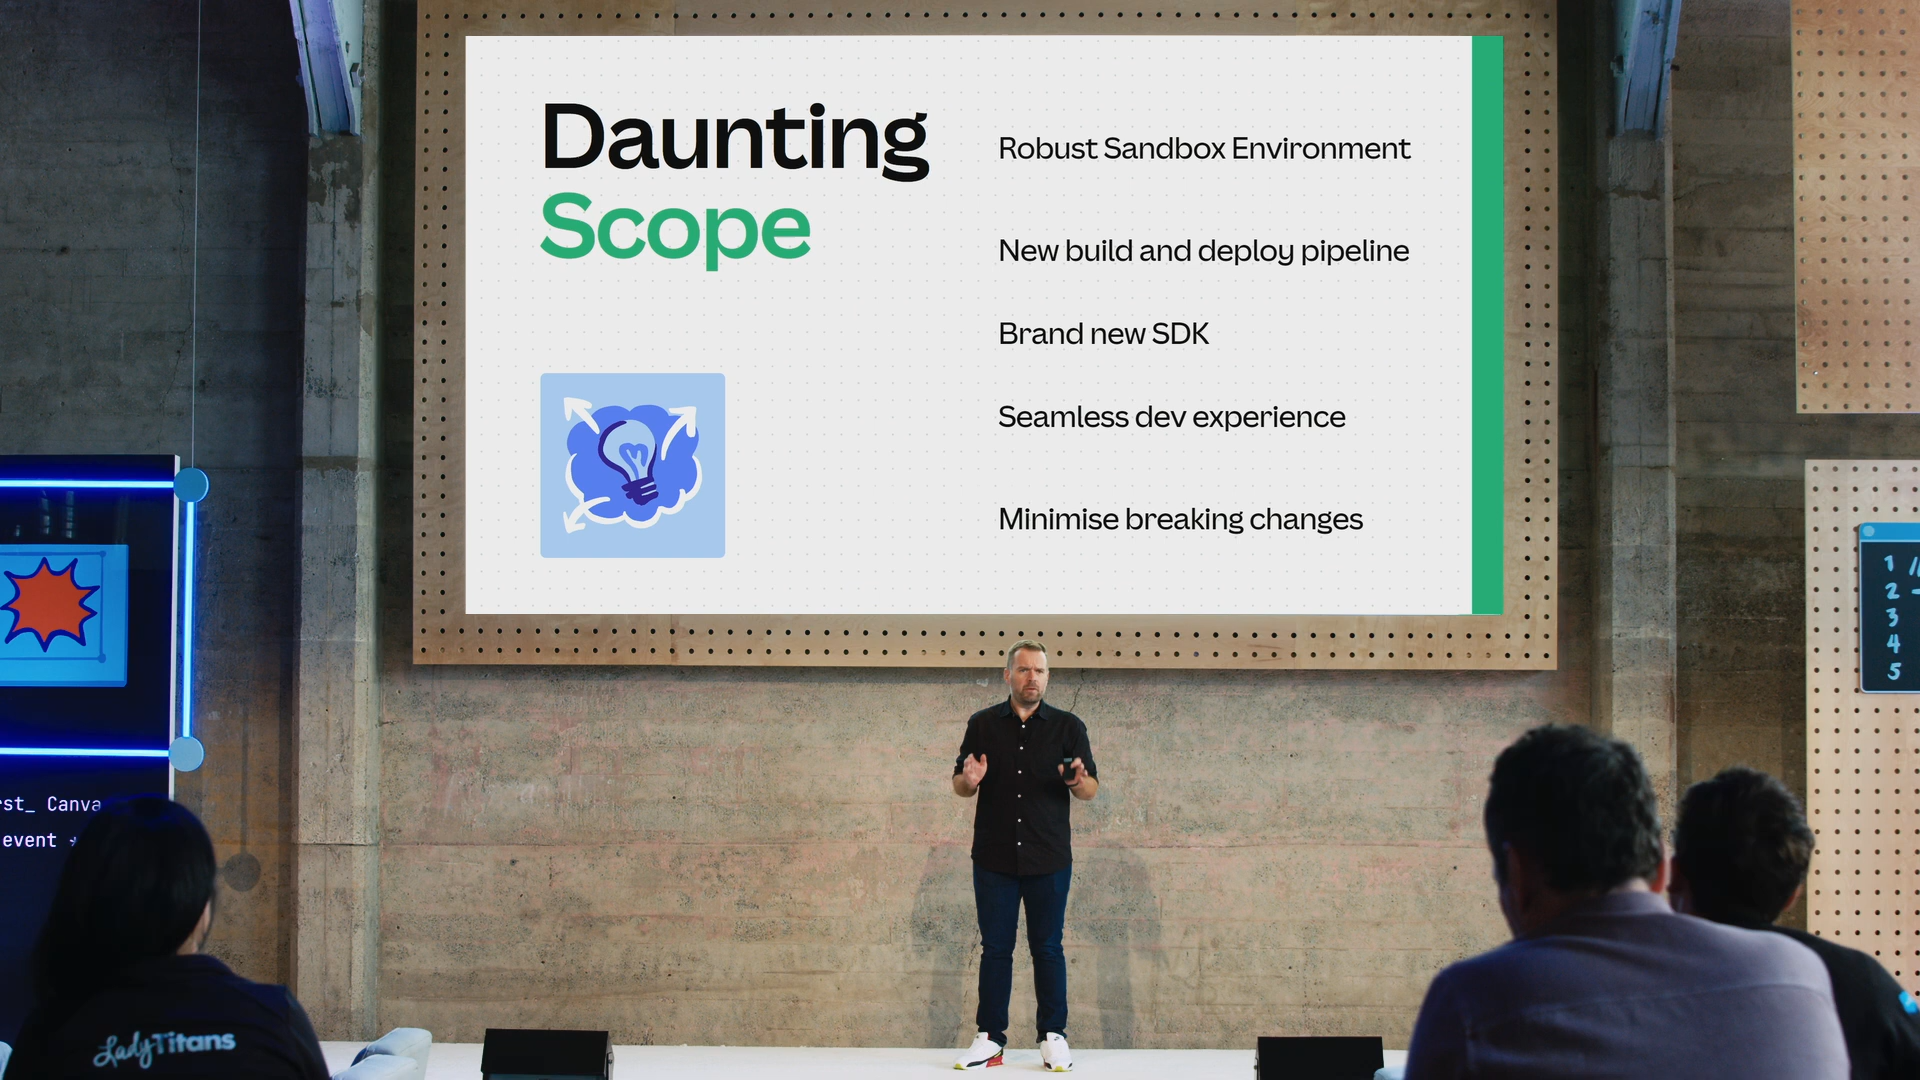 Daunting
Scope
Robust Sandbox Environment
New build and deploy pipeline
Brand new SDK
Seamless dev experience
Minimise breaking changes
rst_ Canva
event
1
2
3
4
5
LadyTitans